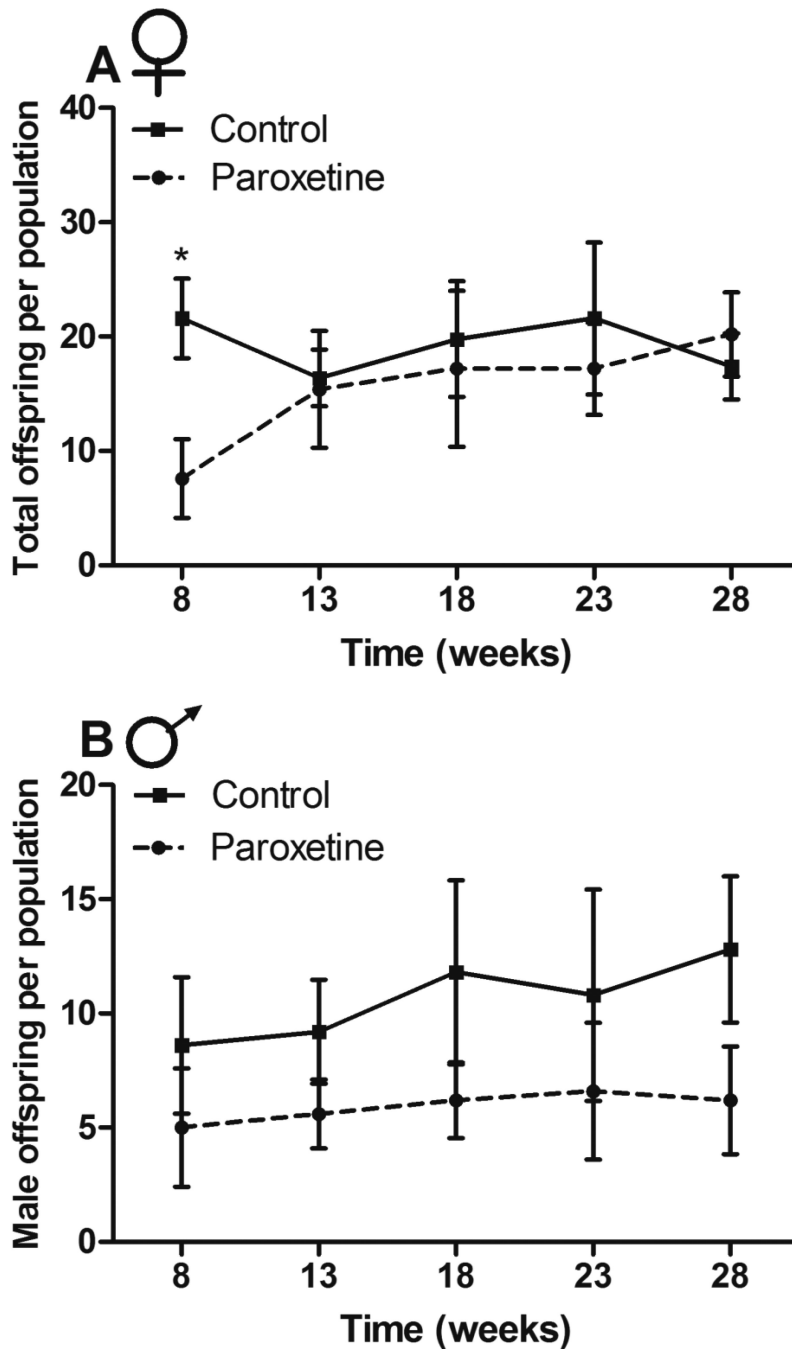 A ♀
Total offspring per population
40
30
20
10
0
Control
Paroxetine
*
8 13 18 23 28
Time (weeks)
B ♂
Male offspring per population
20
15
10
5
0
Control
Paroxetine
8 13 18 23 28
Time (weeks)